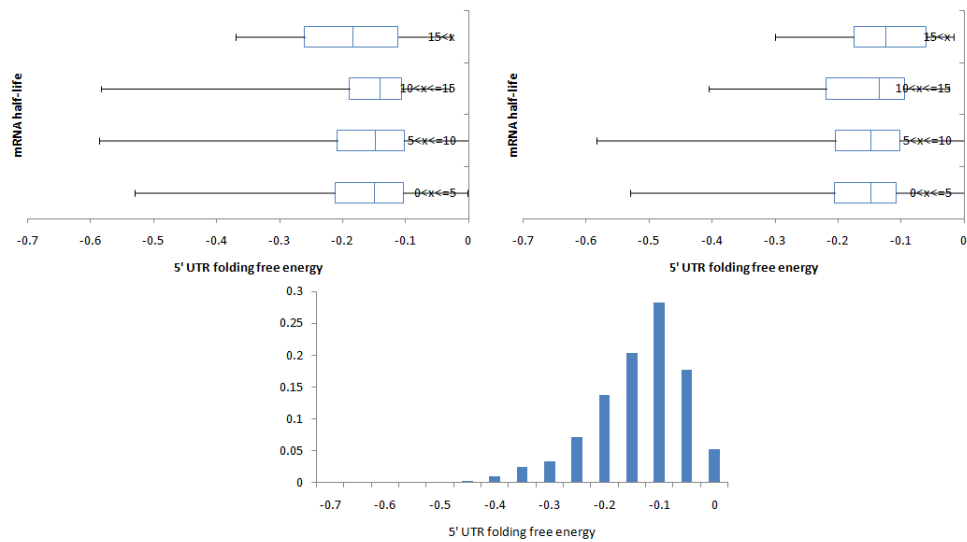 mRNA half-life
15<x
10<x<=15
5<x<=10
0<x<=5
-0.7 -0.6 -0.5 -0.4 -0.3 -0.2 -0.1 0
5' UTR folding free energy
mRNA half-life
15<x
10<x<=15
5<x<=10
0<x<=5
-0.7 -0.6 -0.5 -0.4 -0.3 -0.2 -0.1 0
5' UTR folding free energy
0.3
0.25
0.2
0.15
0.1
0.05
0
-0.7 -0.6 -0.5 -0.4 -0.3 -0.2 -0.1 0
5' UTR folding free energy